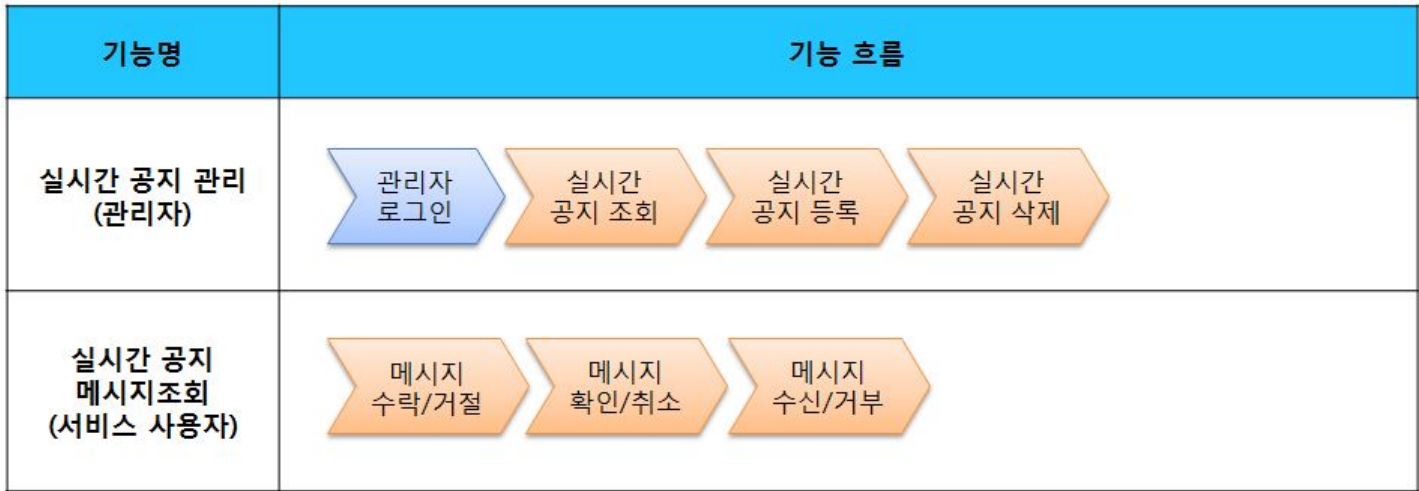 기능명
기능 흐름
실시간 공지 관리
(관리자)
관리자
로그인
실시간
공지 조회
실시간
공지 등록
실시간
공지 삭제
실시간 공지
메시지조회
(서비스 사용자)
메시지
수락/거절
메시지
확인/취소
메시지
수신/거부